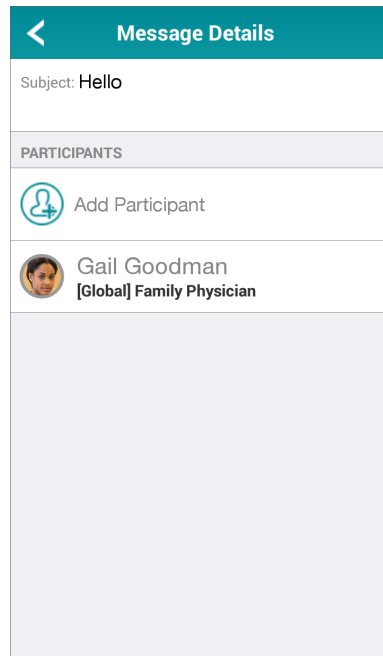 Message Details
Subject: Hello
PARTICIPANTS
Add Participant
Gail Goodman
[Global] Family Physician